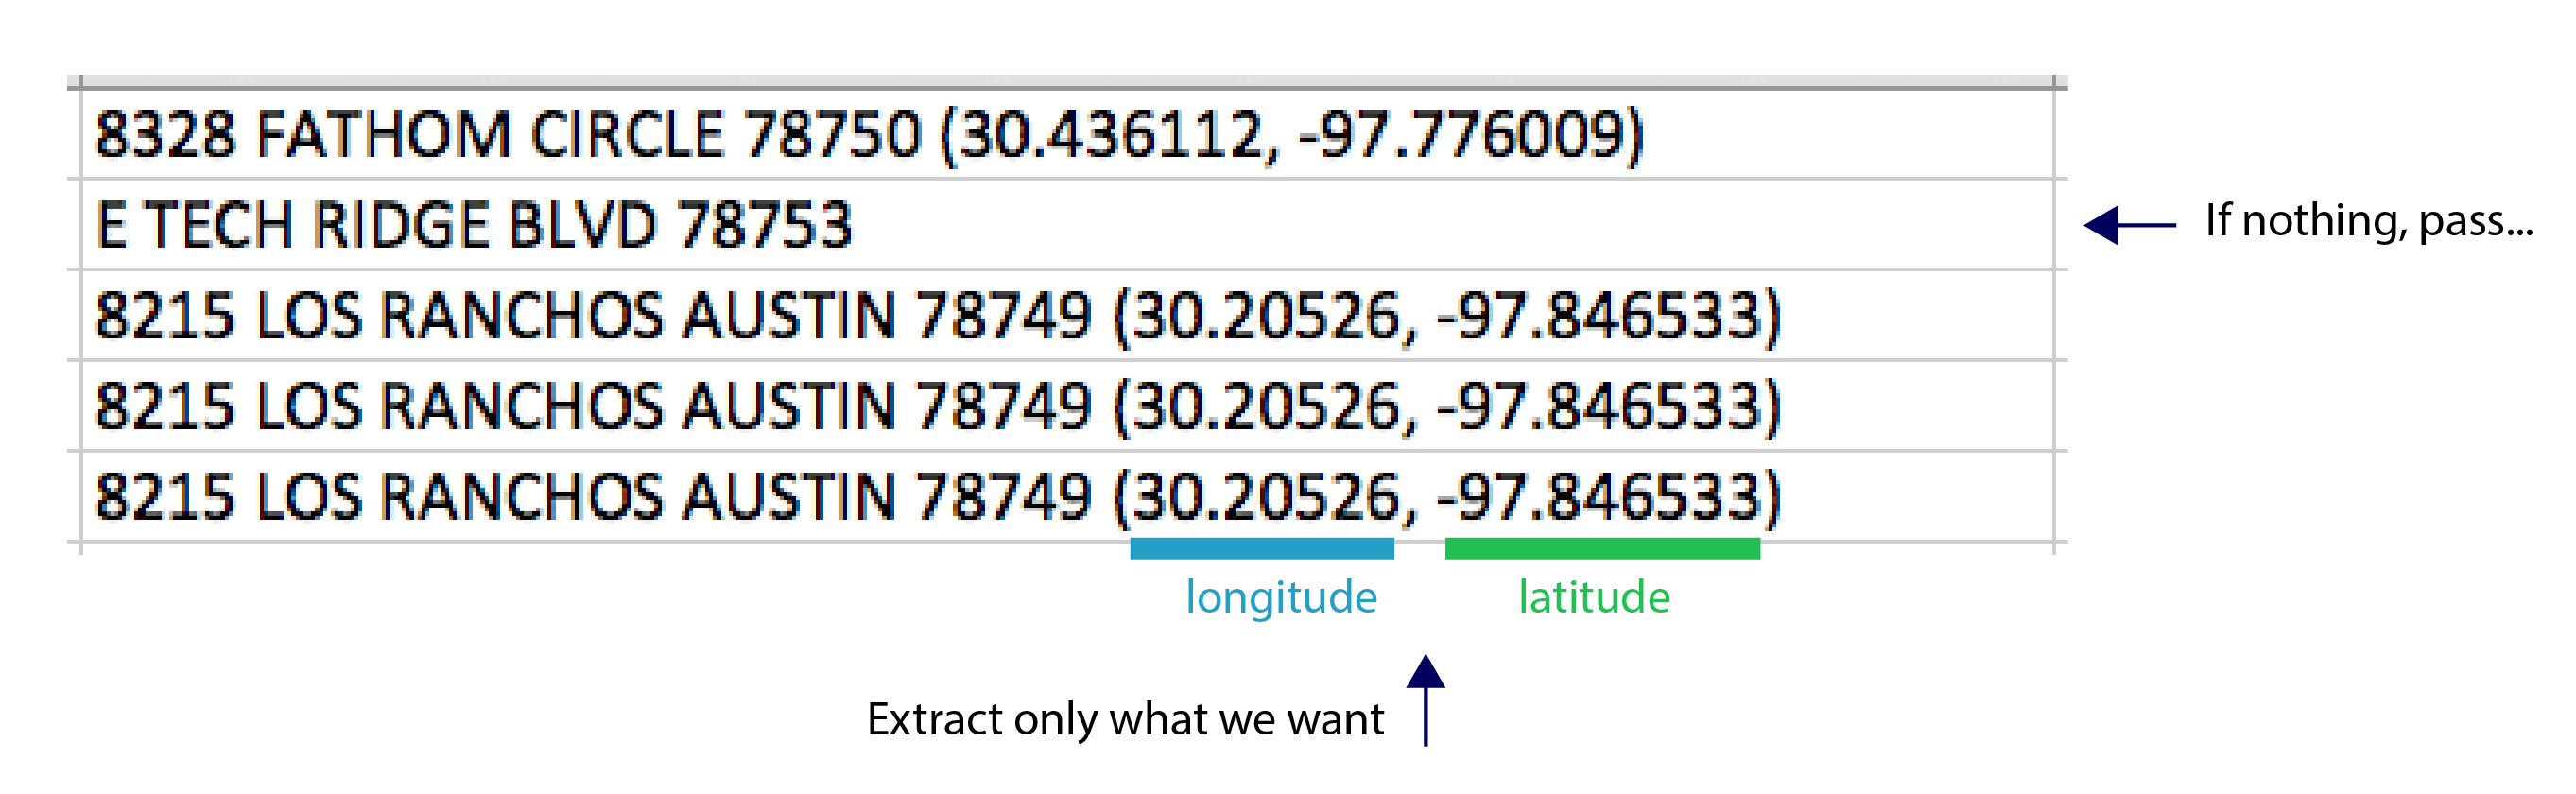 8328 FATHOM CIRCLE 78750 (30.436112, -97.776009)
E TECH RIDGE BLVD 78753
If nothing, pass...
8215 LOS RANCHOS AUSTIN 78749 (30.20526, -97.846533)
8215 LOS RANCHOS AUSTIN 78749 (30.20526, -97.846533)
8215 LOS RANCHOS AUSTIN 78749 (30.20526, -97.846533)
longitude
latitude
Extract only what we want